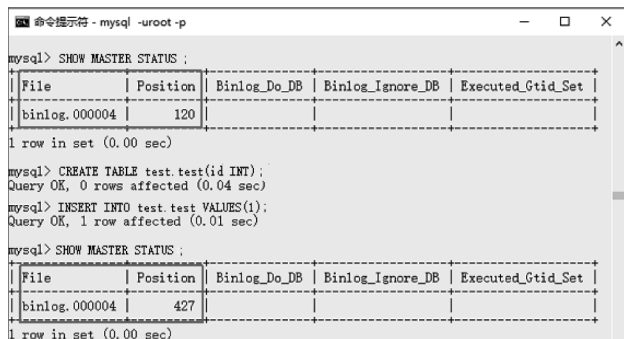 命令提示符 - mysql -uroot -p
mysql> SHOW MASTER STATUS ;
+---------------+----------+--------------+------------------+-------------------+
| File | Position | Binlog_Do_DB | Binlog_Ignore_DB | Executed_Gtid_Set |
+---------------+----------+--------------+------------------+-------------------+
| binlog.000004 | 120 | | | |
+---------------+----------+--------------+------------------+-------------------+
1 row in set (0.00 sec)
mysql> CREATE TABLE test.test(id INT);
Query OK, 0 rows affected (0.04 sec)
mysql> INSERT INTO test.test VALUES(1);
Query OK, 1 row affected (0.01 sec)
mysql> SHOW MASTER STATUS ;
+---------------+----------+--------------+------------------+-------------------+
| File | Position | Binlog_Do_DB | Binlog_Ignore_DB | Executed_Gtid_Set |
+---------------+----------+--------------+------------------+-------------------+
| binlog.000004 | 427 | | | |
+---------------+----------+--------------+------------------+-------------------+
1 row in set (0.00 sec)